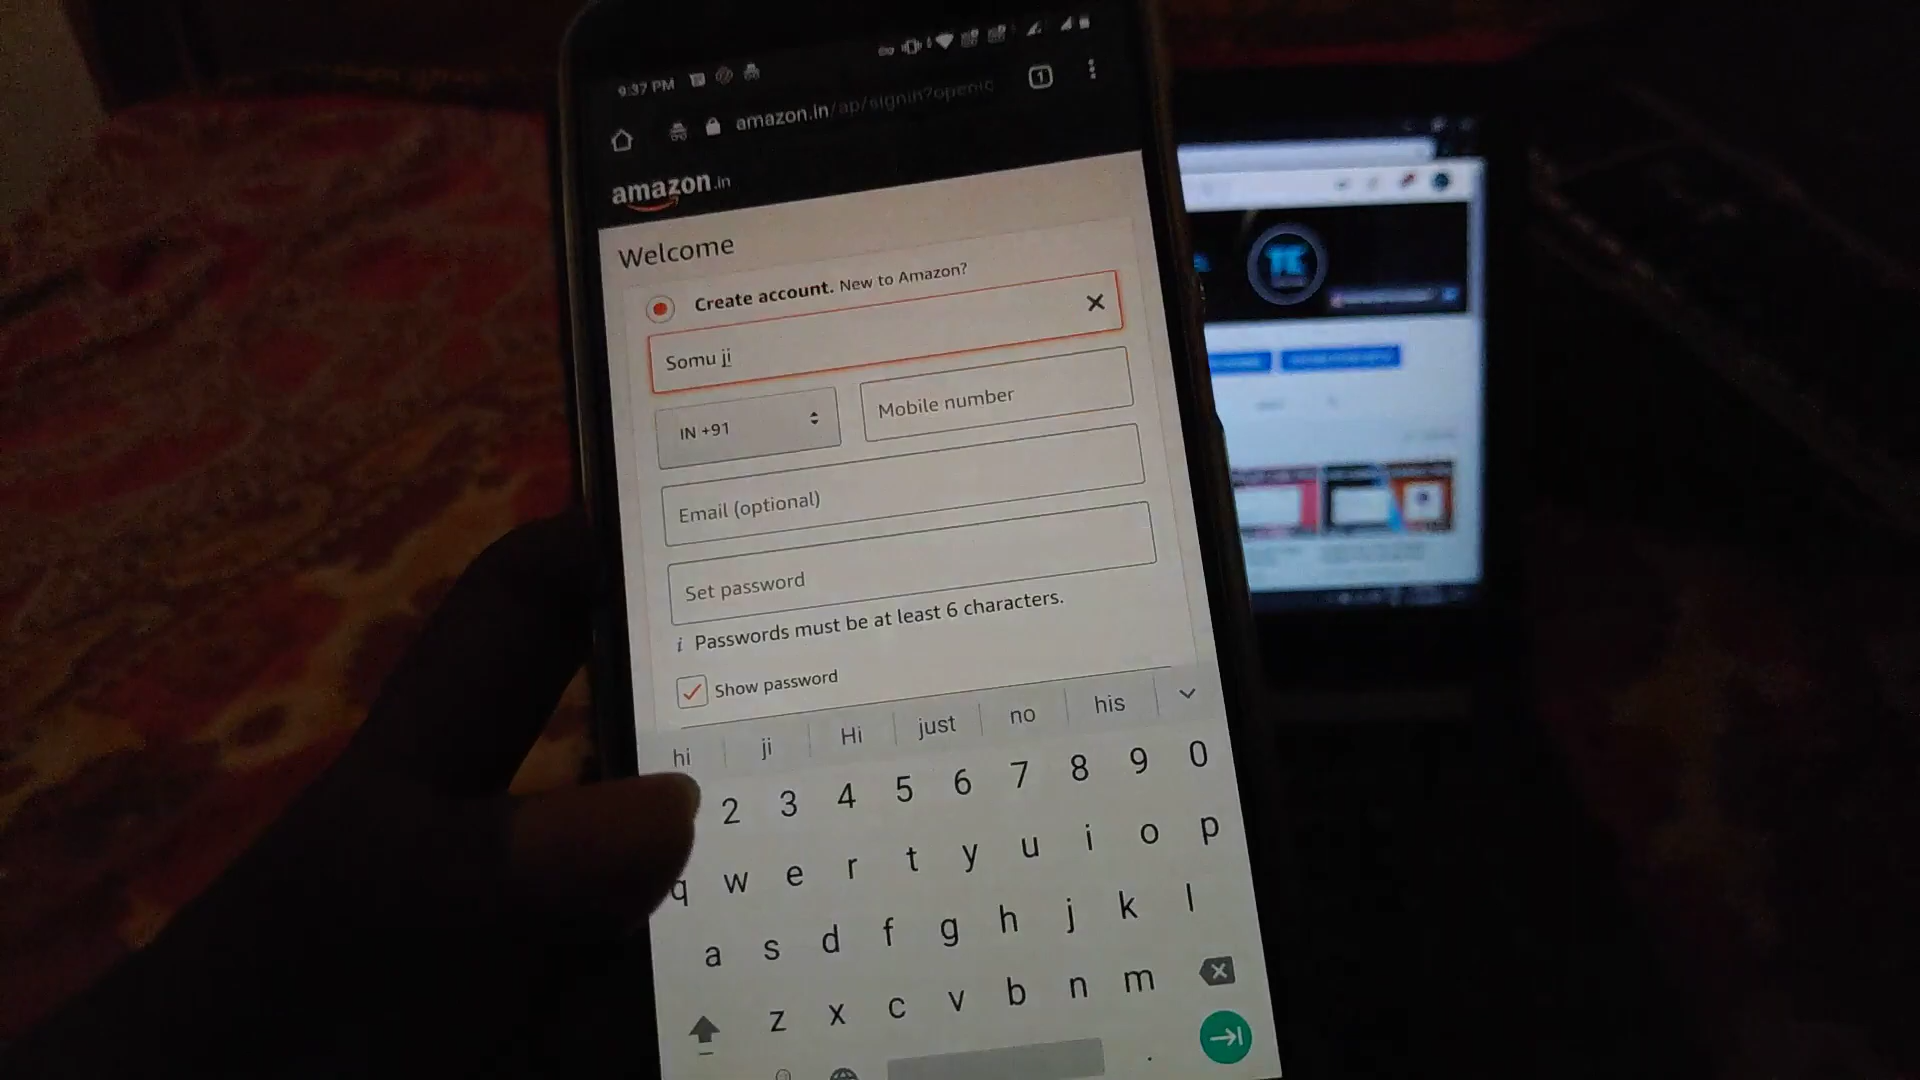 9:37 PM
amazon.in/ap/signin?openic
1
amazon.in
Welcome
Create account. New to Amazon?
Somu ji
IN +91
Mobile number
Email (optional)
Set password
i Passwords must be at least 6 characters.
Show password
hi ji Hi just no his
2 3 4 5 6 7 8 9 0
q w e r t y u i o p
a s d f g h j k l
z x c v b n m
.